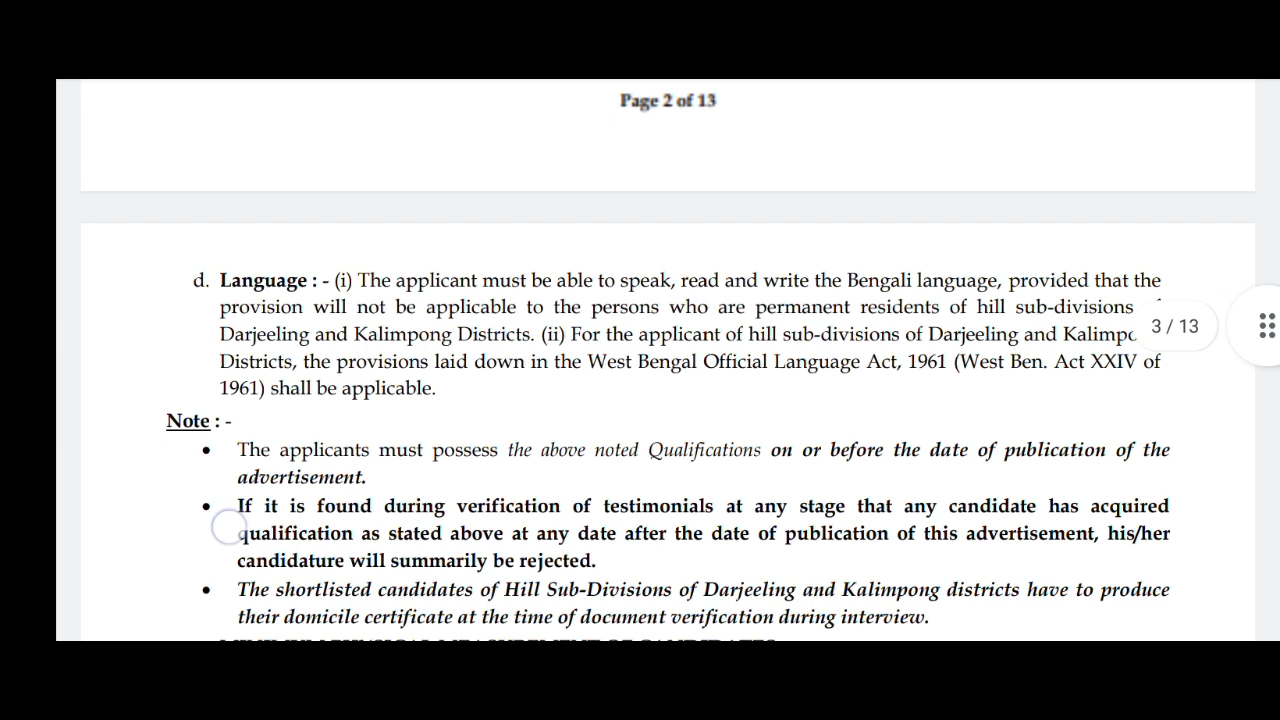 Page 2 of 13
d. Language : - (i) The applicant must be able to speak, read and write the Bengali language, provided that the
provision will not be applicable to the persons who are permanent residents of hill sub-divisions
Darjeeling and Kalimpong Districts. (ii) For the applicant of hill sub-divisions of Darjeeling and Kalimpo
3 / 13
Districts, the provisions laid down in the West Bengal Official Language Act, 1961 (West Ben. Act XXIV of
1961) shall be applicable.
Note : -
• The applicants must possess the above noted Qualifications on or before the date of publication of the
advertisement.
• If it is found during verification of testimonials at any stage that any candidate has acquired
qualification as stated above at any date after the date of publication of this advertisement, his/her
candidature will summarily be rejected.
• The shortlisted candidates of Hill Sub-Divisions of Darjeeling and Kalimpong districts have to produce
their domicile certificate at the time of document verification during interview.